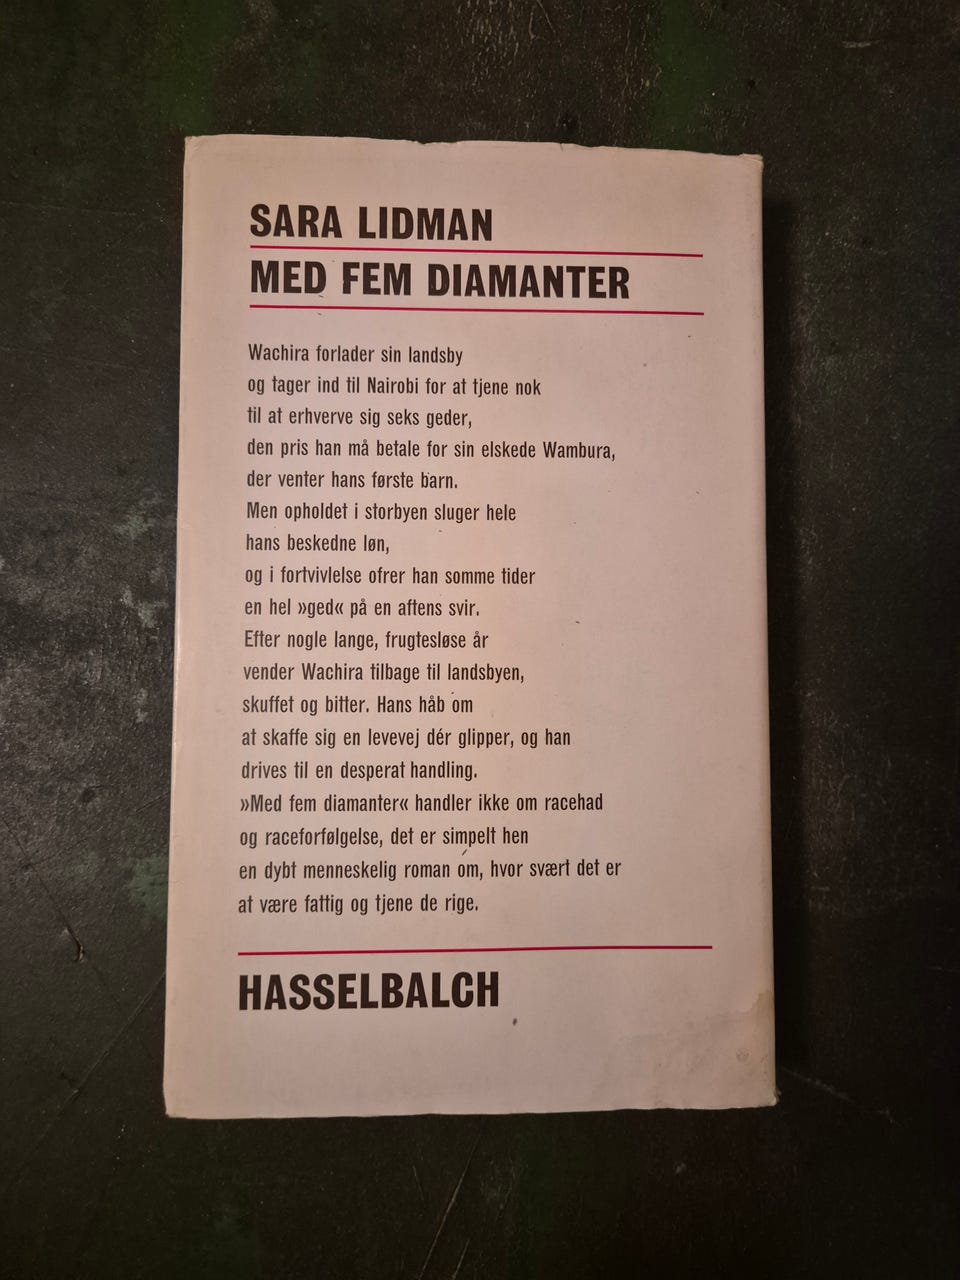 SARA LIDMAN
MED FEM DIAMANTER
Wachira forlader sin landsby
og tager ind til Nairobi for at tjene nok
til at erhverve sig seks geder,
den pris han må betale for sin elskede Wambura,
der venter hans første barn.
Men opholdet i storbyen sluger hele
hans beskedne løn,
og i fortvivlelse ofrer han somme tider
en hel »ged« på en aftens svir.
Efter nogle lange, frugtesløse år
vender Wachira tilbage til landsbyen,
skuffet og bitter. Hans håb om
at skaffe sig en levevej dér glipper, og han
drives til en desperat handling.
»Med fem diamanter« handler ikke om racehad
og raceforfølgelse, det er simpelt hen
en dybt menneskelig roman om, hvor svært det er
at være fattig og tjene de rige.
HASSELBALCH